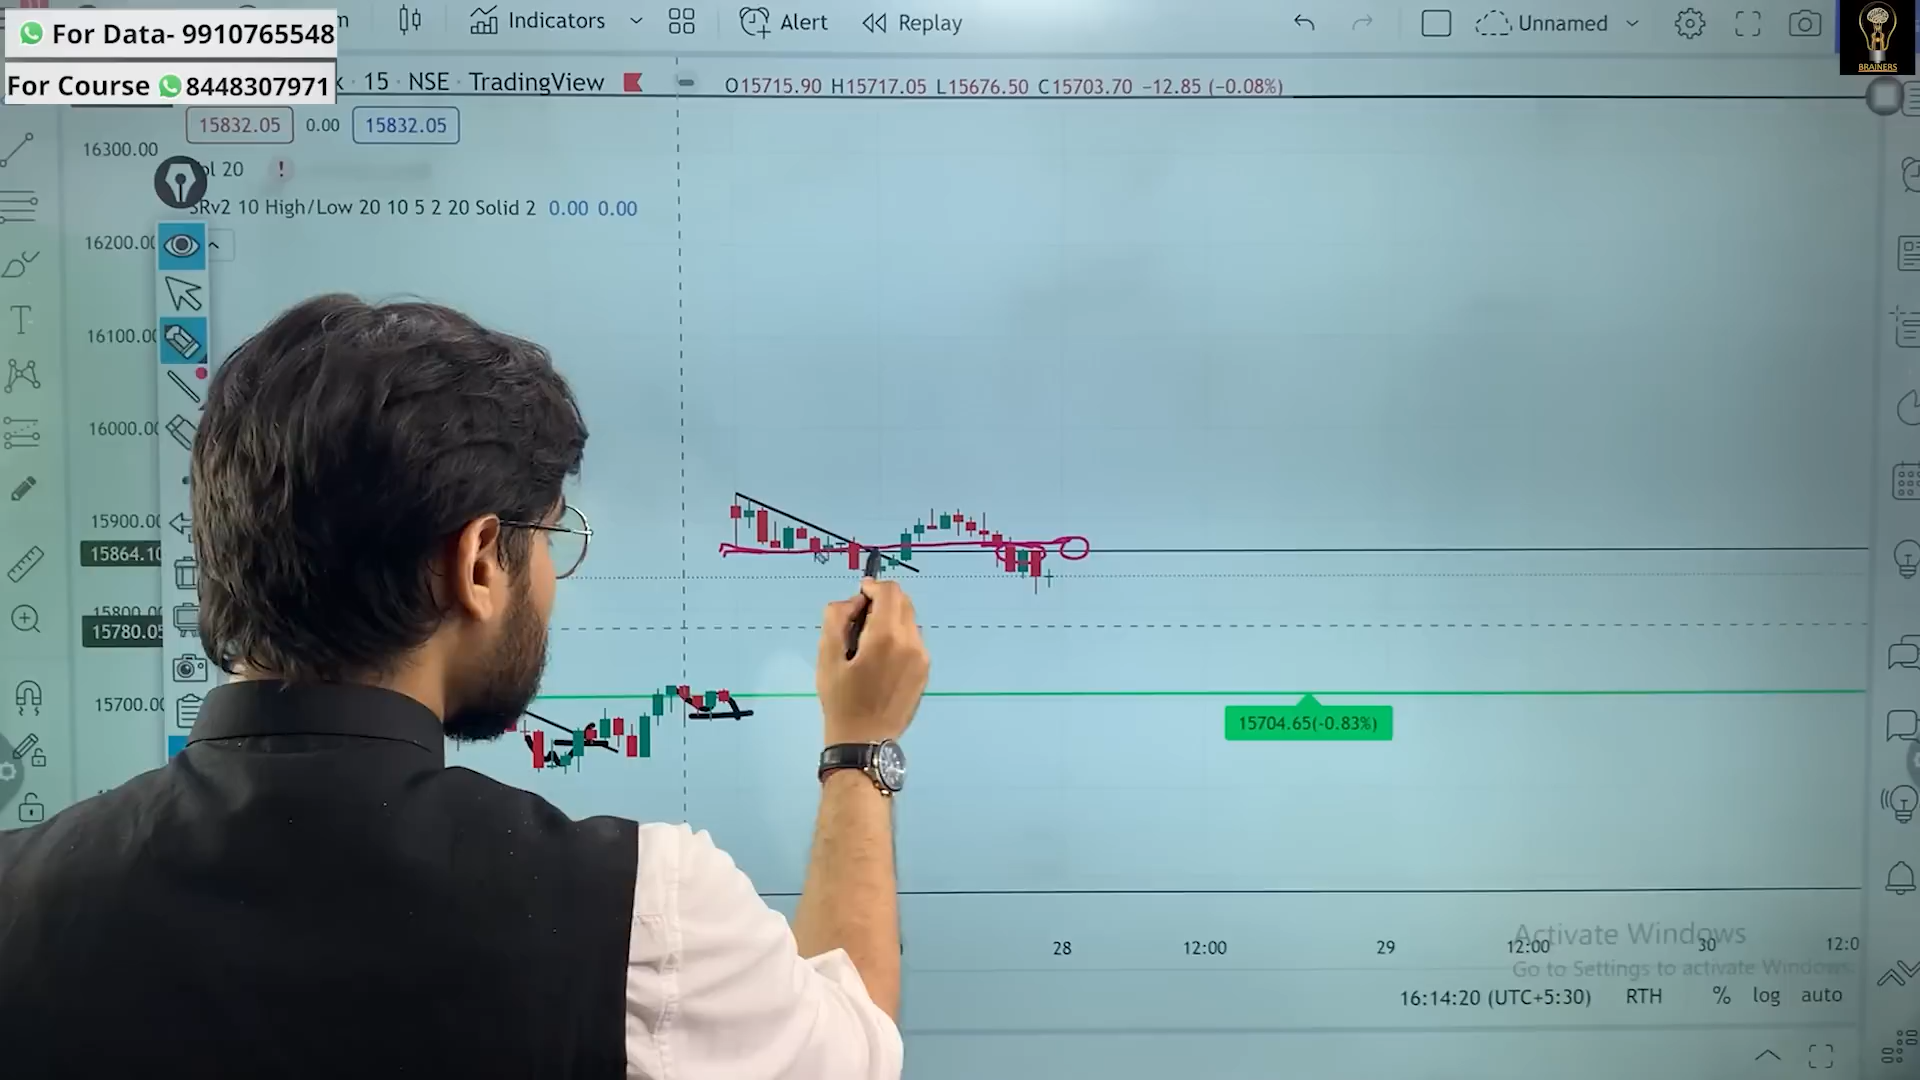 For Data- 9910765548
Indicators
Alert
Replay
Unnamed
BRAINERS
For Course 8448307971
15 · NSE · TradingView
O15715.90 H15717.05 L15676.50 C15703.70 −12.85 (−0.08%)
15832.05 0.00 15832.05
16300.00
ol 20 !
SRv2 10 High/Low 20 10 5 2 20 Solid 2 0.00 0.00
16200.00
16100.00
16000.00
15900.00
15864.10
15800.00
15780.05
15700.00
15704.65(-0.83%)
28 12:00 29 12:00 30 12:0
Activate Windows
Go to Settings to activate Windows.
16:14:20 (UTC+5:30) RTH % log auto